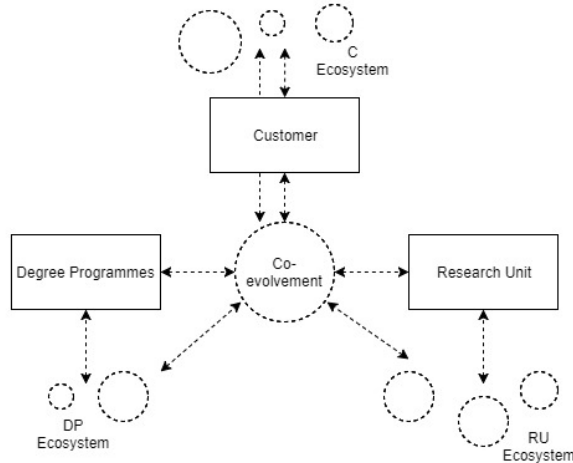 C
Ecosystem
Customer
Degree Programmes
Co-
evolvement
Research Unit
DP
Ecosystem
RU
Ecosystem